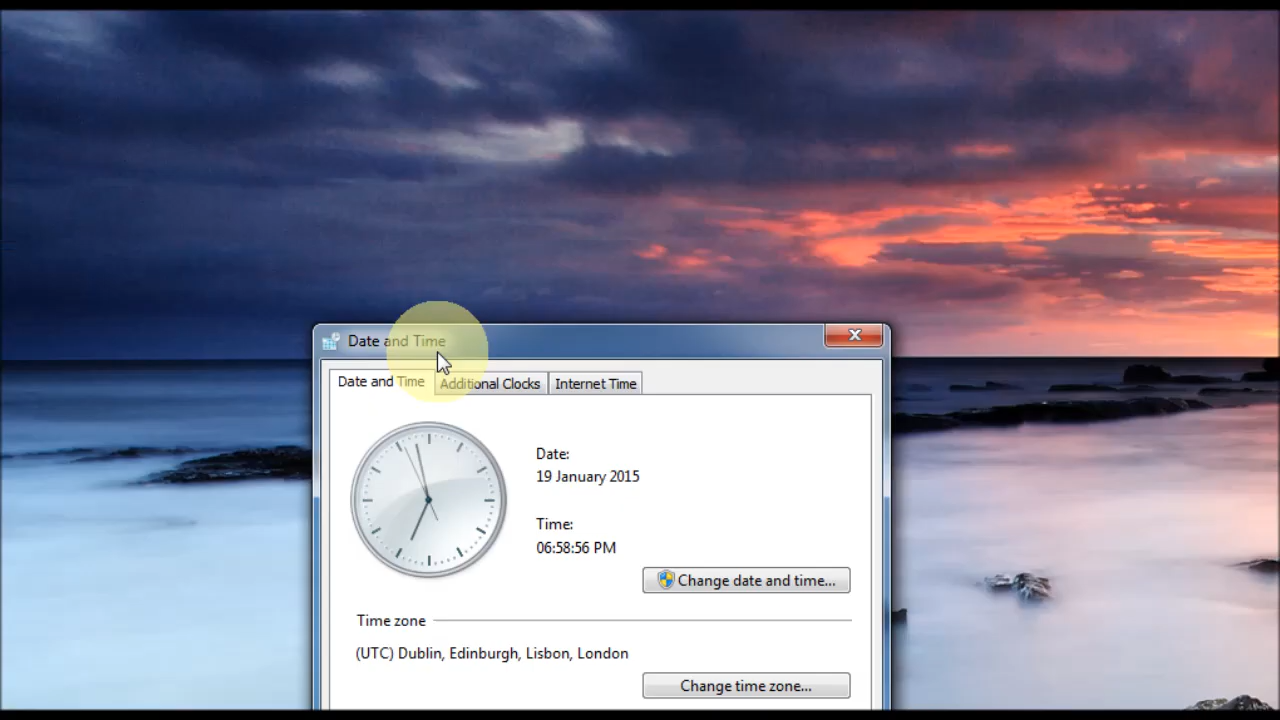 Date and Time
Date and Time
Additional Clocks
Internet Time
Date:
19 January 2015
Time:
06:58:56 PM
Change date and time...
Time zone
(UTC) Dublin, Edinburgh, Lisbon, London
Change time zone...